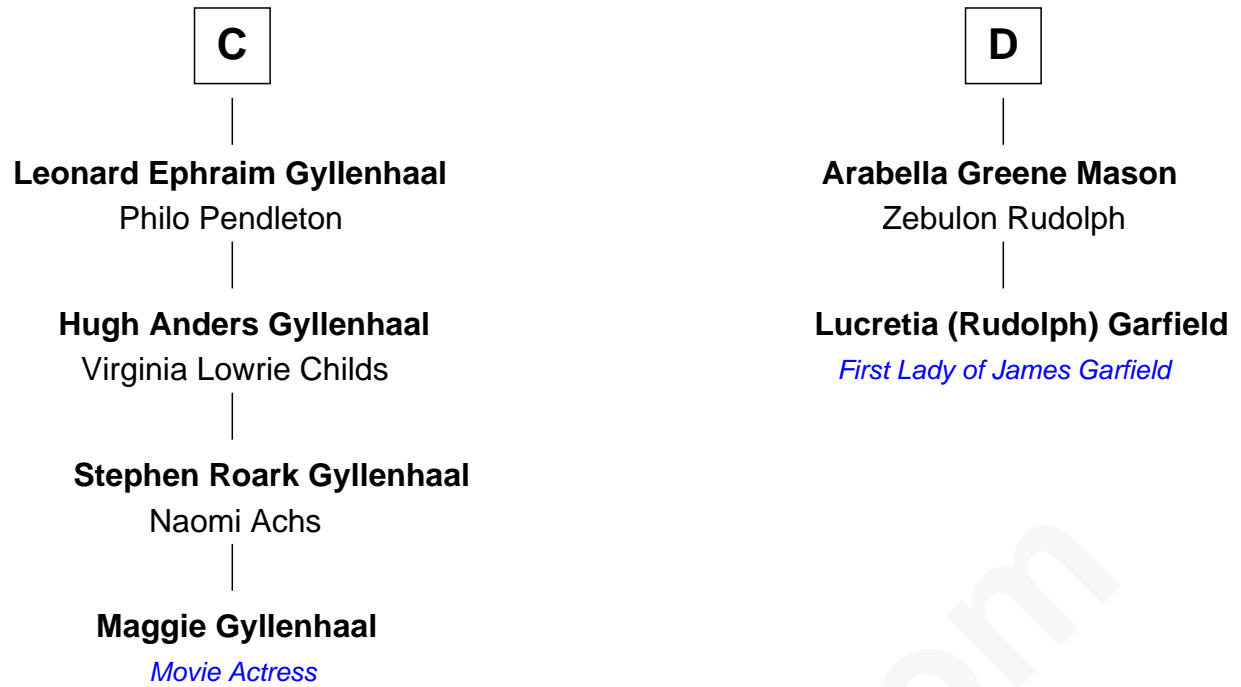 C
Leonard Ephraim Gyllenhaal
Philo Pendleton
Hugh Anders Gyllenhaal
Virginia Lowrie Childs
Stephen Roark Gyllenhaal
Naomi Achs
Maggie Gyllenhaal
Movie Actress
D
Arabella Greene Mason
Zebulon Rudolph
Lucretia (Rudolph) Garfield
First Lady of James Garfield
om